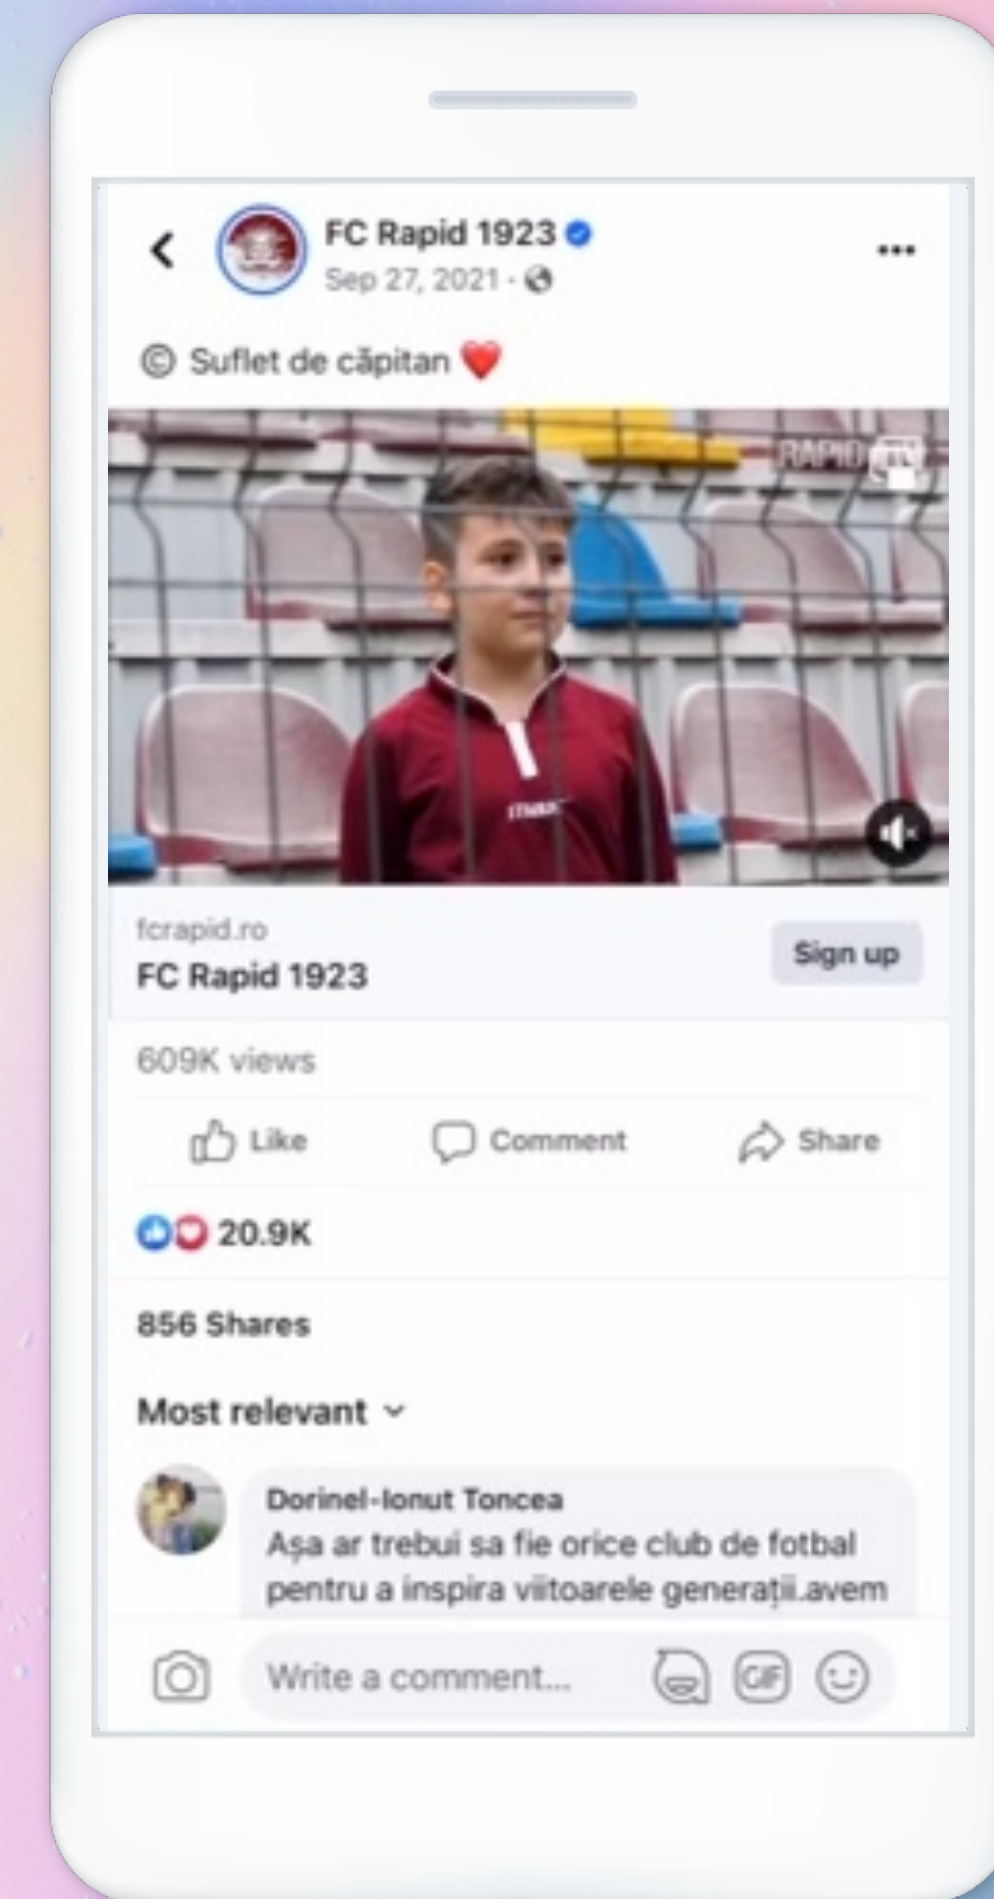 FC Rapid 1923
Sep 27, 2021 ·
© Suflet de căpitan ❤️
RAPID TV
fcrapid.ro
FC Rapid 1923
Sign up
609K views
Like Comment Share
20.9K
856 Shares
Most relevant
Dorinel-Ionut Toncea
Așa ar trebui sa fie orice club de fotbal
pentru a inspira viitoarele generații.avem
Write a comment... GIF